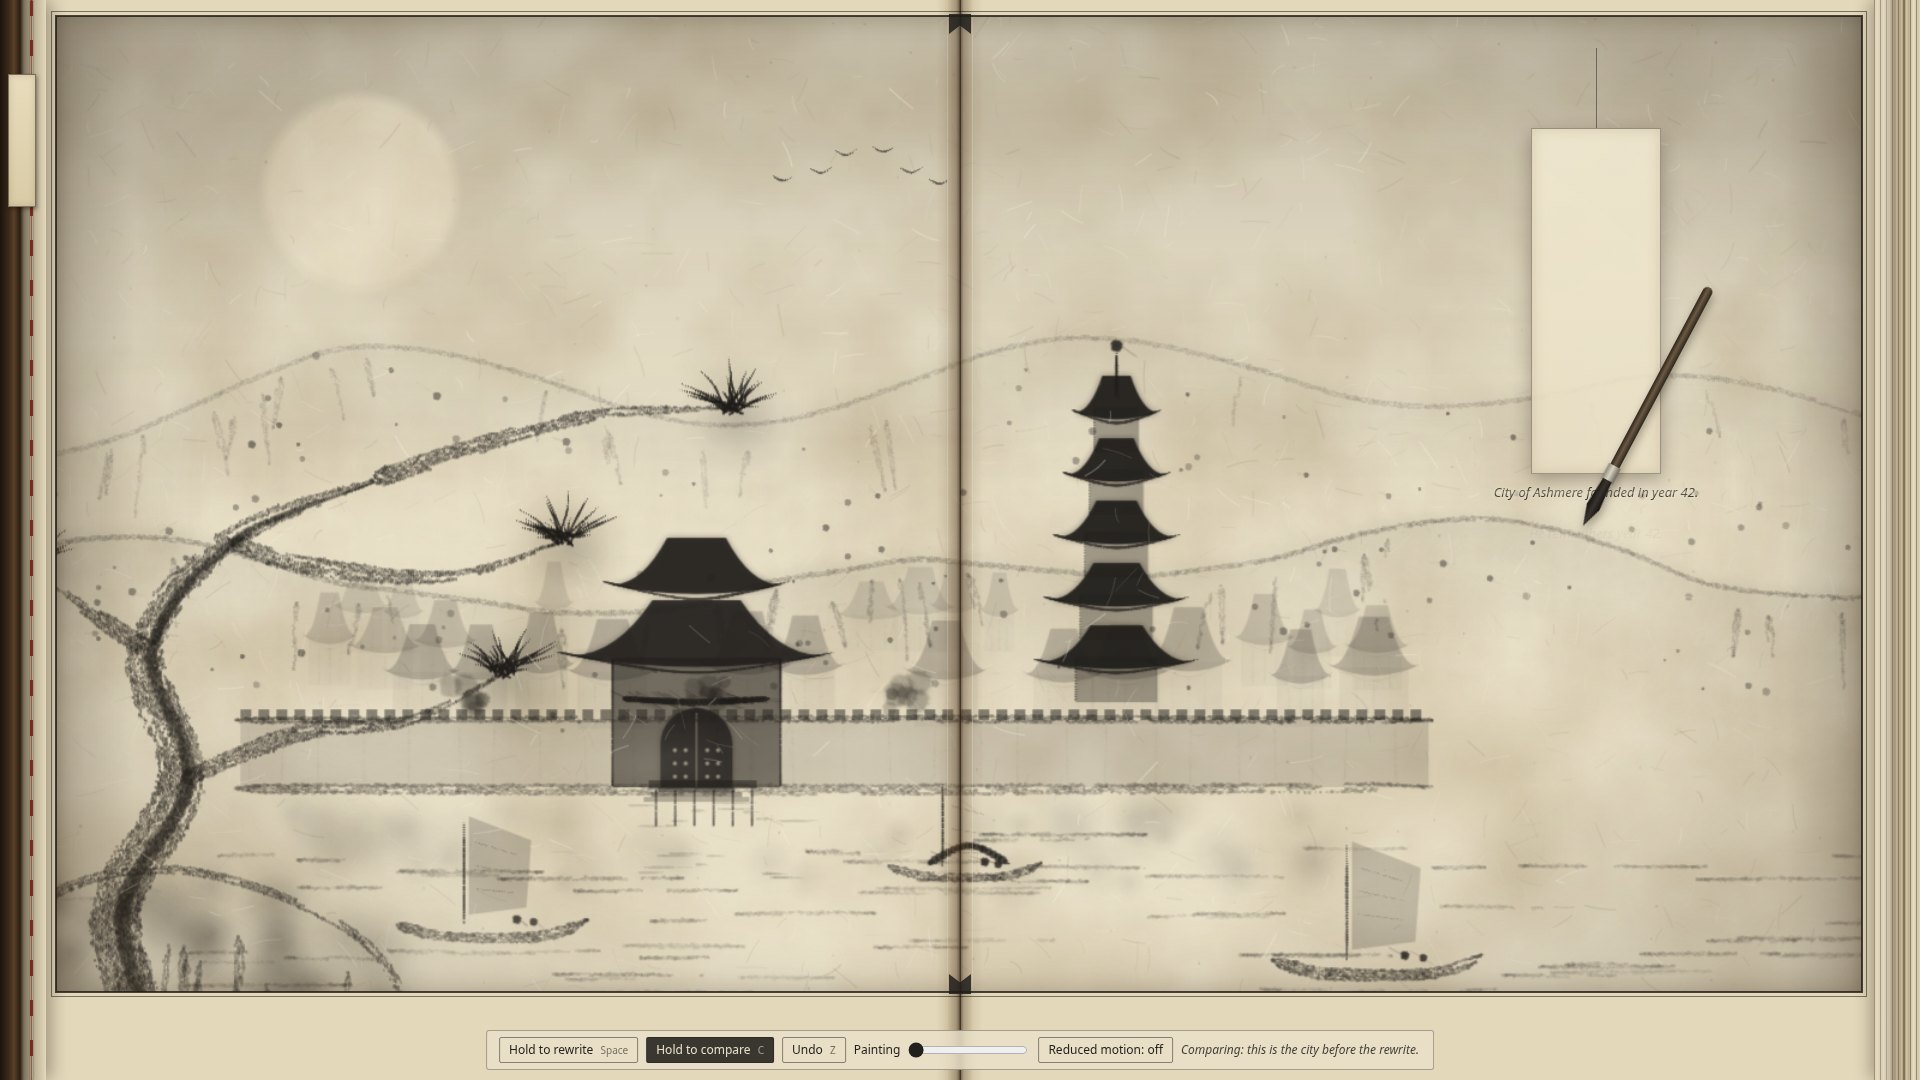 City of Ashmere founded in year 42.
Hold to rewrite Space
Hold to compare C
Undo Z
Painting
Reduced motion: off
Comparing: this is the city before the rewrite.